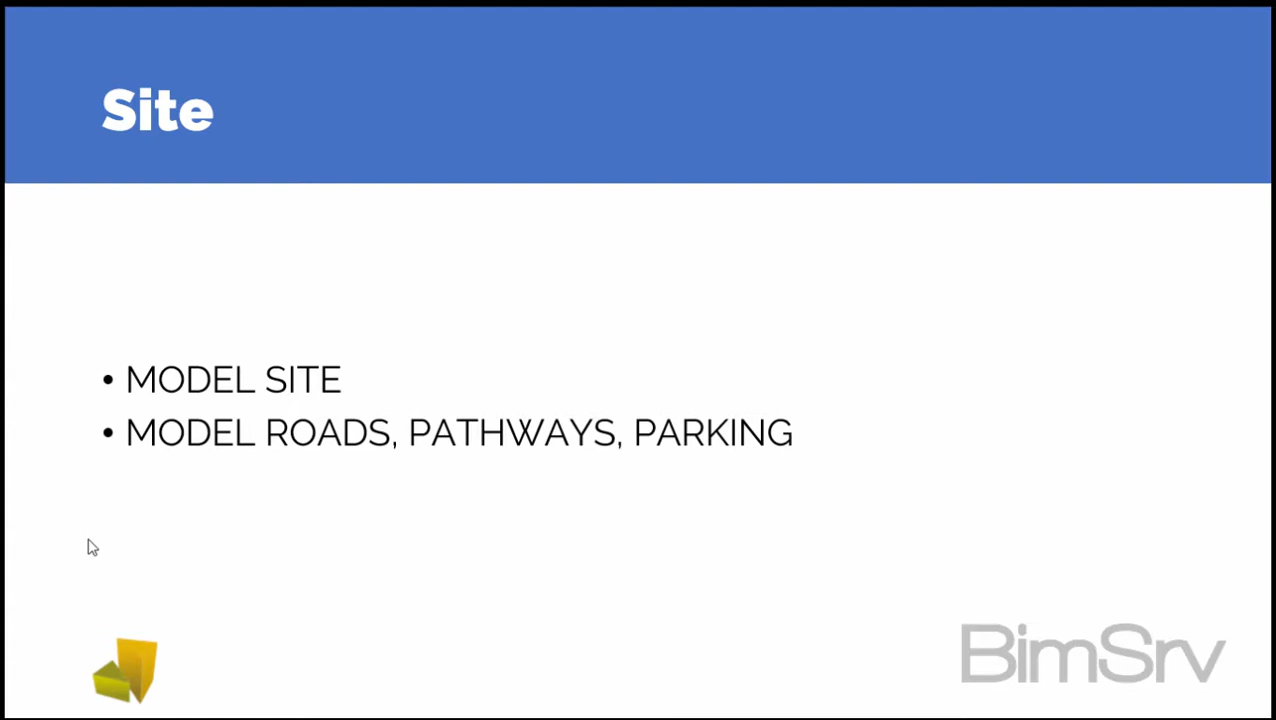 Site
• MODEL SITE
• MODEL ROADS, PATHWAYS, PARKING
BimSrv